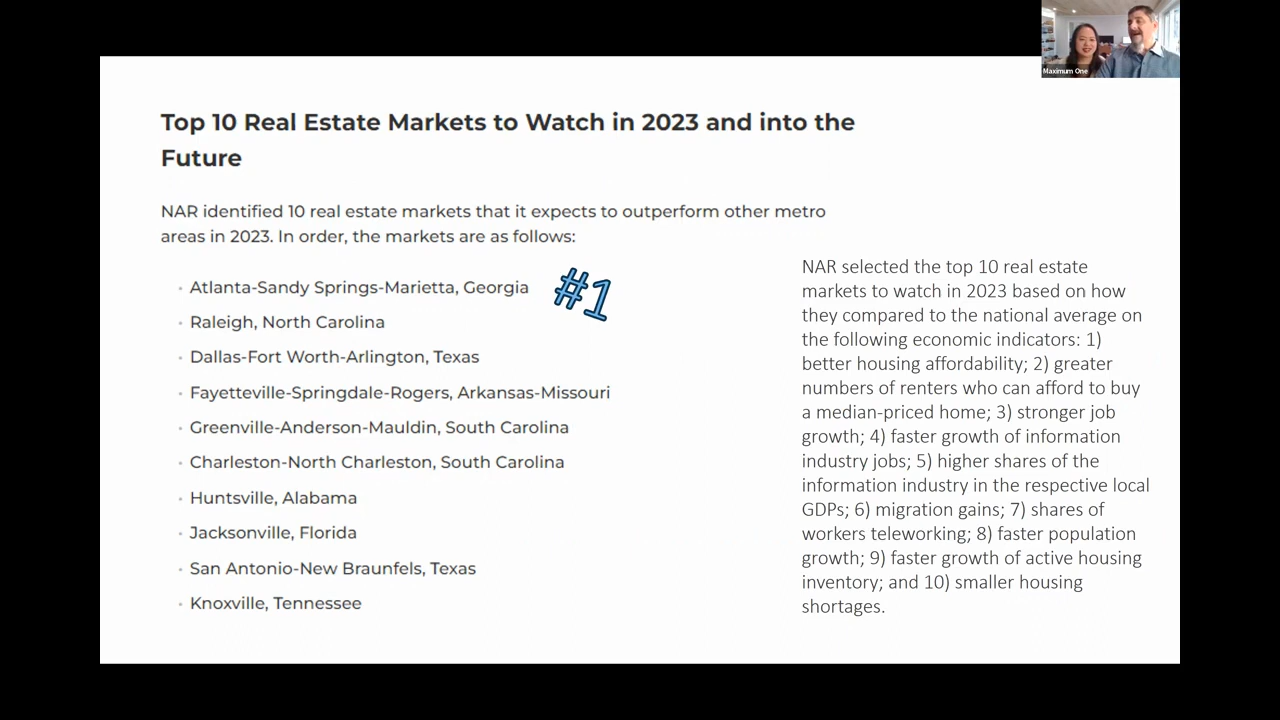 Maximum One
Top 10 Real Estate Markets to Watch in 2023 and into the
Future
NAR identified 10 real estate markets that it expects to outperform other metro
areas in 2023. In order, the markets are as follows:
• Atlanta-Sandy Springs-Marietta, Georgia
#1
• Raleigh, North Carolina
• Dallas-Fort Worth-Arlington, Texas
• Fayetteville-Springdale-Rogers, Arkansas-Missouri
• Greenville-Anderson-Mauldin, South Carolina
• Charleston-North Charleston, South Carolina
• Huntsville, Alabama
• Jacksonville, Florida
• San Antonio-New Braunfels, Texas
• Knoxville, Tennessee
NAR selected the top 10 real estate
markets to watch in 2023 based on how
they compared to the national average on
the following economic indicators: 1)
better housing affordability; 2) greater
numbers of renters who can afford to buy
a median-priced home; 3) stronger job
growth; 4) faster growth of information
industry jobs; 5) higher shares of the
information industry in the respective local
GDPs; 6) migration gains; 7) shares of
workers teleworking; 8) faster population
growth; 9) faster growth of active housing
inventory; and 10) smaller housing
shortages.